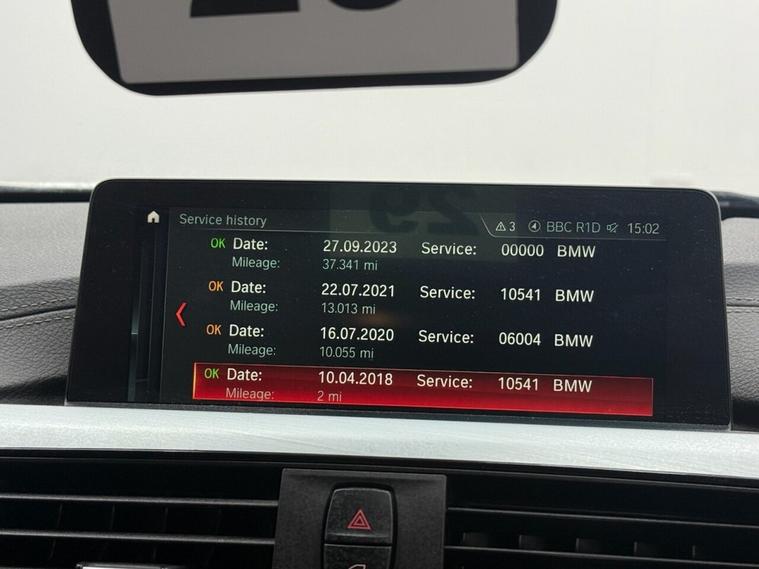 Service history
3 BBC R1D 15:02
OK Date: 27.09.2023 Service: 00000 BMW
Mileage: 37.341 mi
OK Date: 22.07.2021 Service: 10541 BMW
Mileage: 13.013 mi
OK Date: 16.07.2020 Service: 06004 BMW
Mileage: 10.055 mi
OK Date: 10.04.2018 Service: 10541 BMW
Mileage: 2 mi